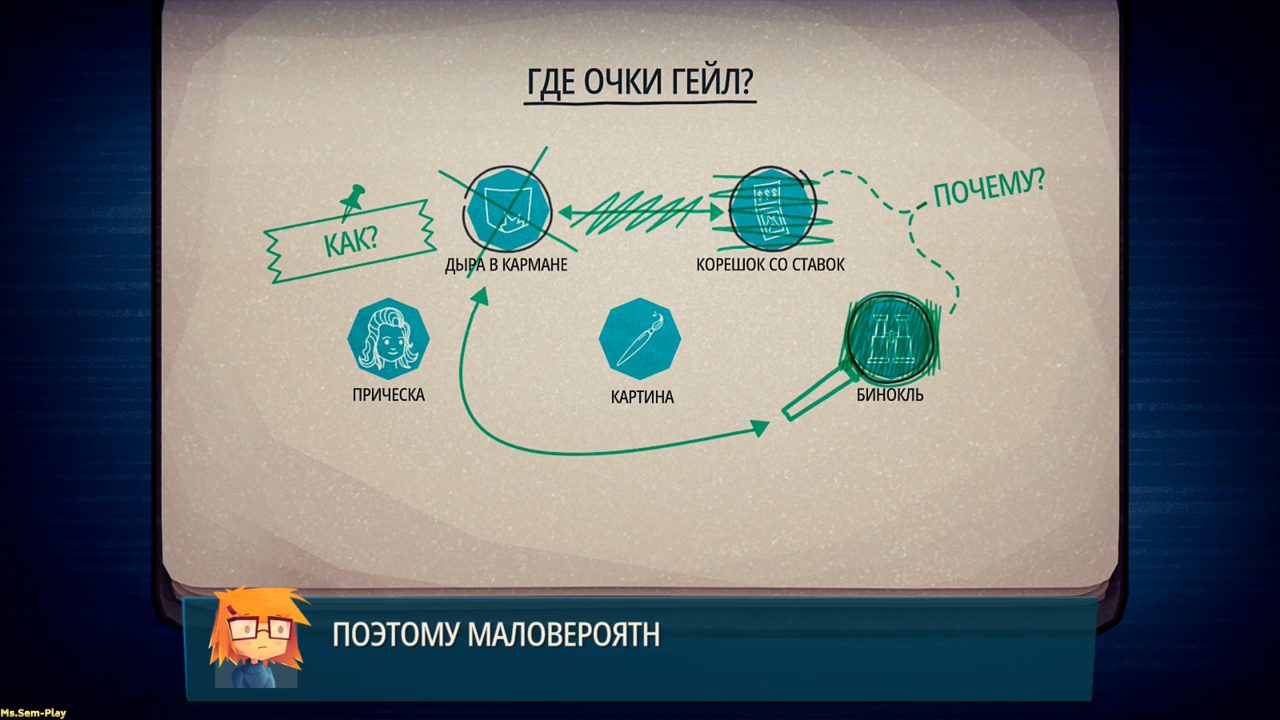 ГДЕ ОЧКИ ГЕЙЛ?
ПОЧЕМУ?
КАК?
ДЫРА В КАРМАНЕ
КОРЕШОК СО СТАВОК
ПРИЧЕСКА
КАРТИНА
БИНОКЛЬ
ПОЭТОМУ МАЛОВЕРОЯТН
Ms.Sem-Play